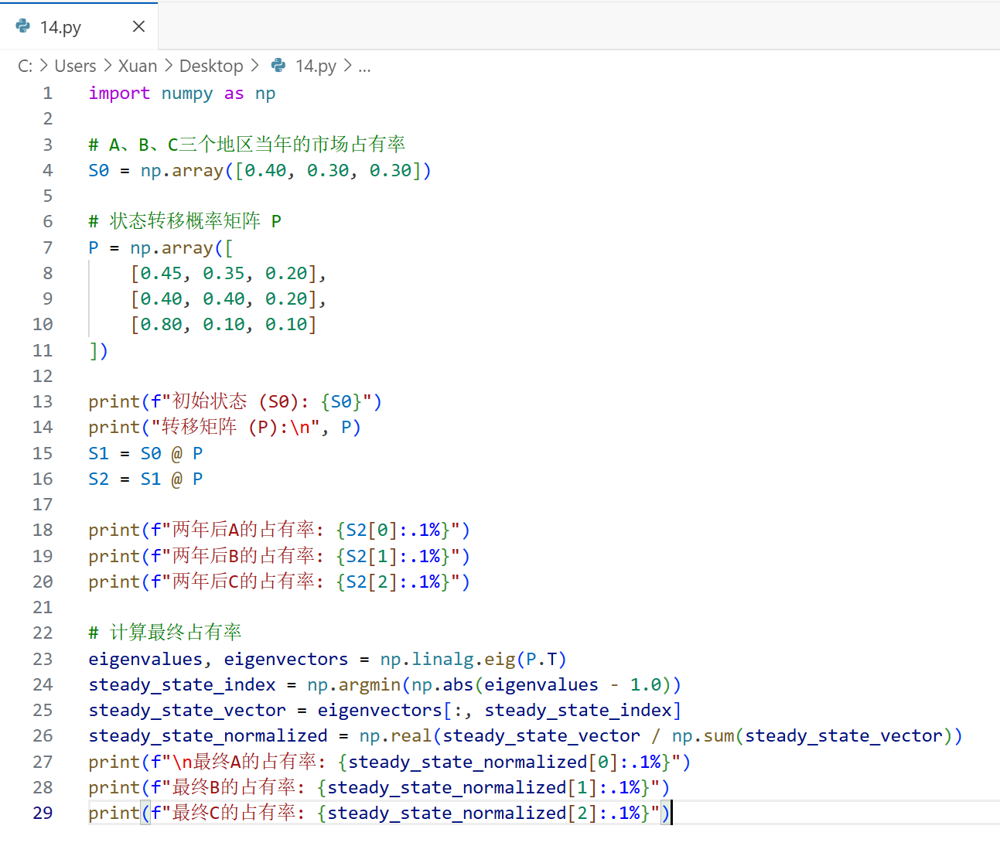 14.py
C: > Users > Xuan > Desktop > 14.py > ...
1 import numpy as np
2
3 # A、B、C三个地区当年的市场占有率
4 S0 = np.array([0.40, 0.30, 0.30])
5
6 # 状态转移概率矩阵 P
7 P = np.array([
8     [0.45, 0.35, 0.20],
9     [0.40, 0.40, 0.20],
10     [0.80, 0.10, 0.10]
11 ])
12
13 print(f"初始状态 (S0): {S0}")
14 print("转移矩阵 (P):\n", P)
15 S1 = S0 @ P
16 S2 = S1 @ P
17
18 print(f"两年后A的占有率: {S2[0]:.1%}")
19 print(f"两年后B的占有率: {S2[1]:.1%}")
20 print(f"两年后C的占有率: {S2[2]:.1%}")
21
22 # 计算最终占有率
23 eigenvalues, eigenvectors = np.linalg.eig(P.T)
24 steady_state_index = np.argmin(np.abs(eigenvalues - 1.0))
25 steady_state_vector = eigenvectors[:, steady_state_index]
26 steady_state_normalized = np.real(steady_state_vector / np.sum(steady_state_vector))
27 print(f"\n最终A的占有率: {steady_state_normalized[0]:.1%}")
28 print(f"最终B的占有率: {steady_state_normalized[1]:.1%}")
29 print(f"最终C的占有率: {steady_state_normalized[2]:.1%}")